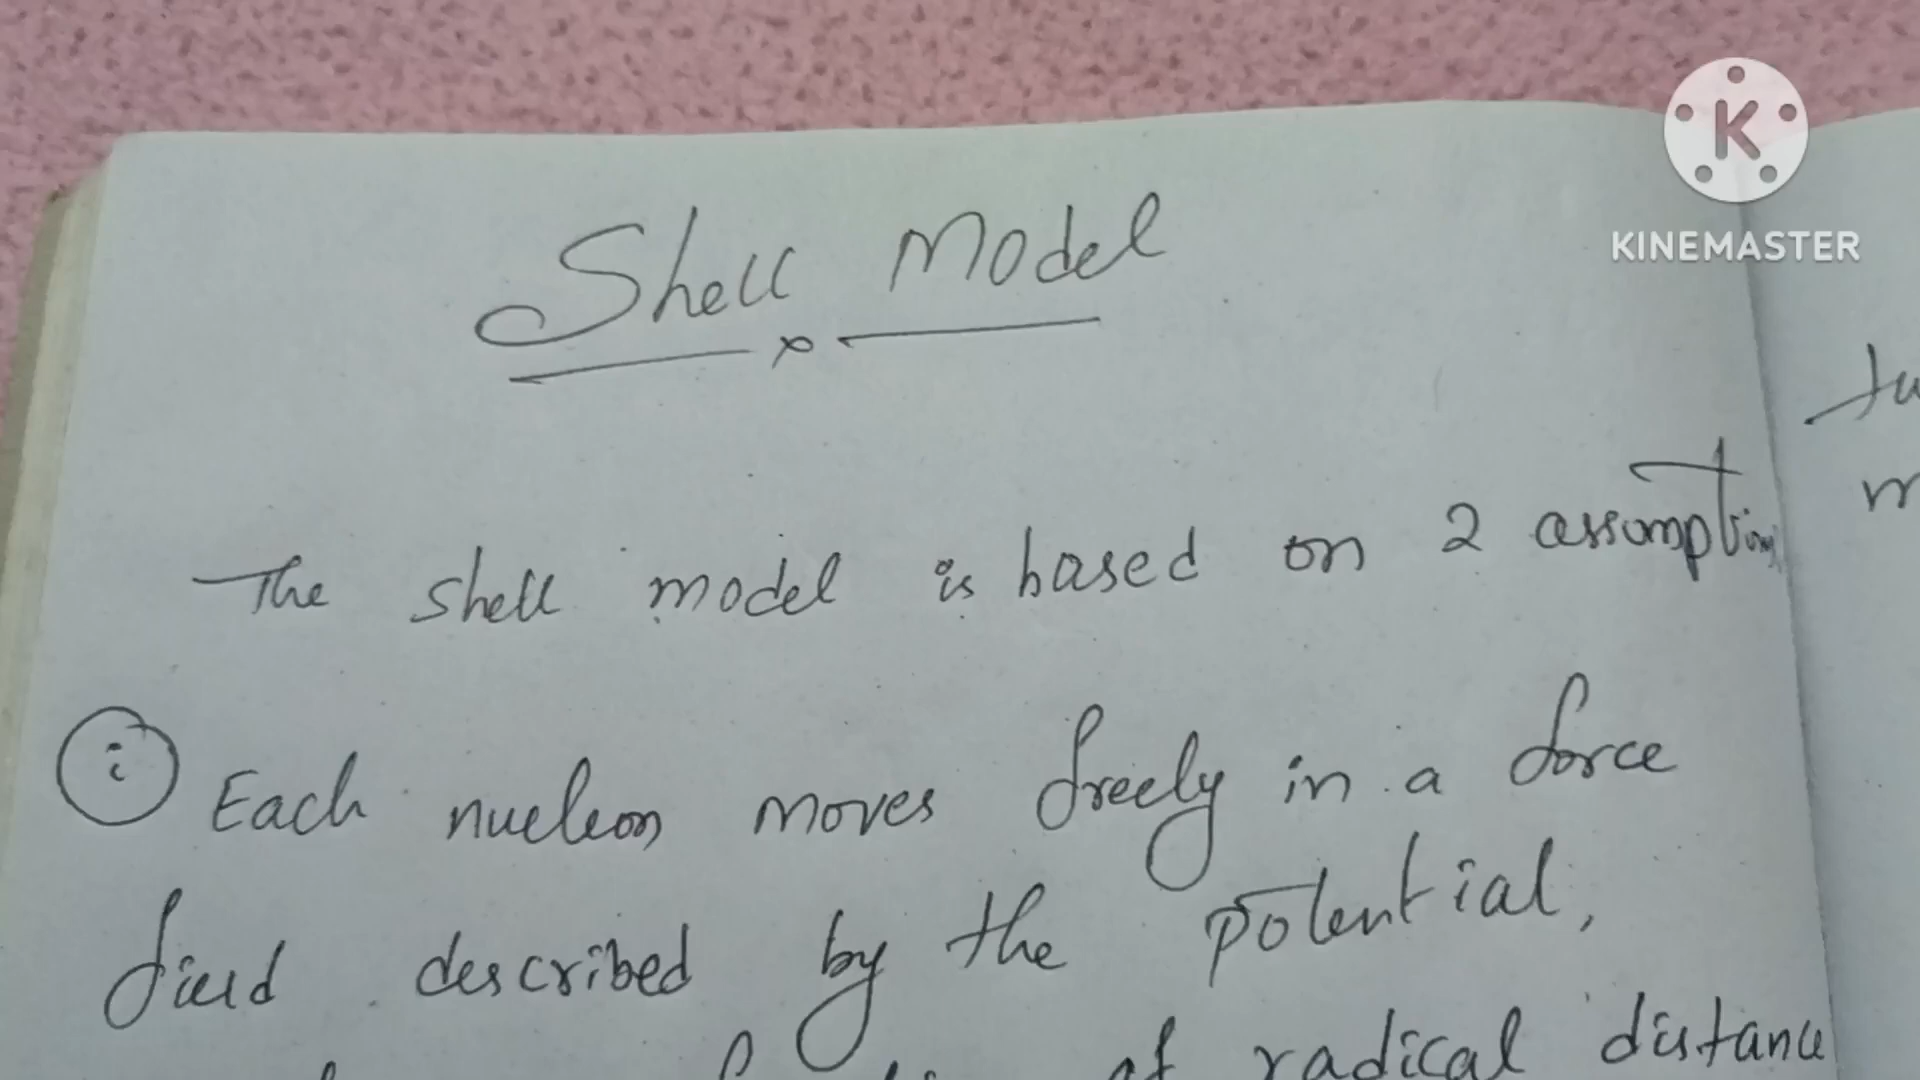 KINEMASTER
Shell Model
The shell model is based on 2 assumption
i Each nucleon moves freely in a force
field described by the potential,
of radical distance